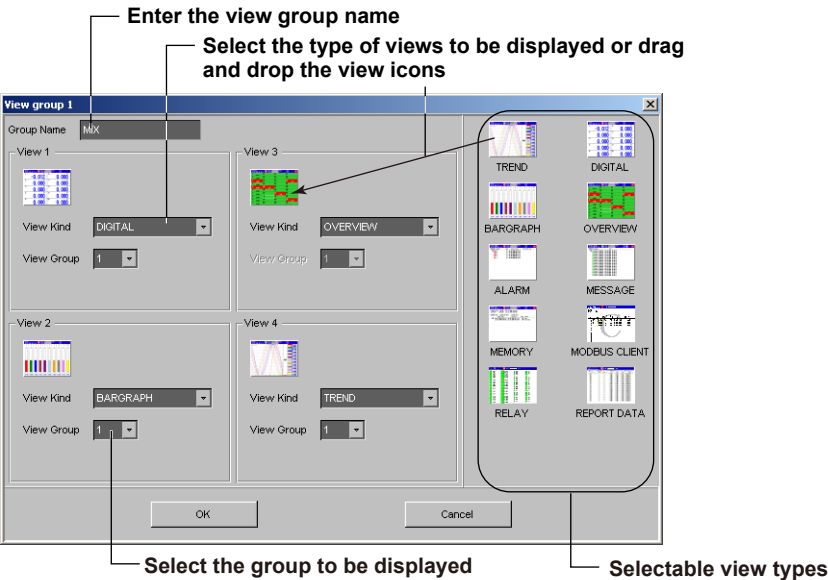 Enter the view group name
Select the type of views to be displayed or drag
and drop the view icons
View group 1
Group Name MIX
View 1
View Kind DIGITAL
View Group 1
View 3
View Kind OVERVIEW
View Group 1
View 2
View Kind BARGRAPH
View Group 1
View 4
View Kind TREND
View Group 1
TREND DIGITAL
BARGRAPH OVERVIEW
ALARM MESSAGE
MEMORY MODBUS CLIENT
RELAY REPORT DATA
OK Cancel
Select the group to be displayed
Selectable view types